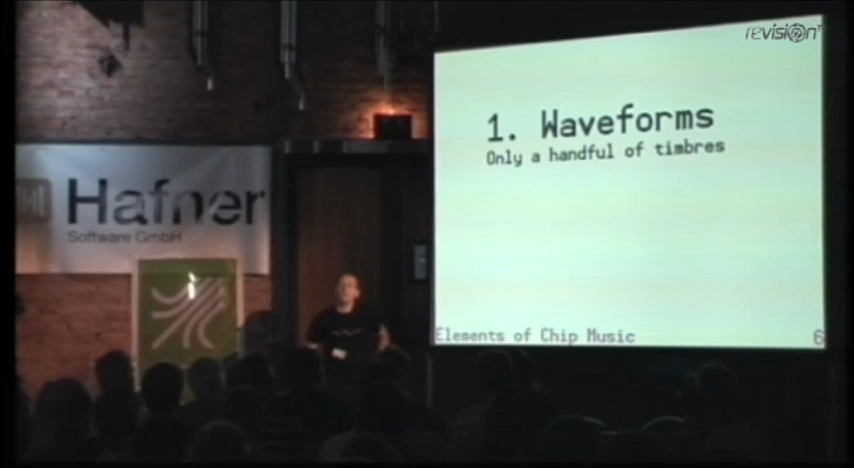 revision
1. Waveforms
Only a handful of timbres
Hafner
Software GmbH
Elements of Chip Music
6